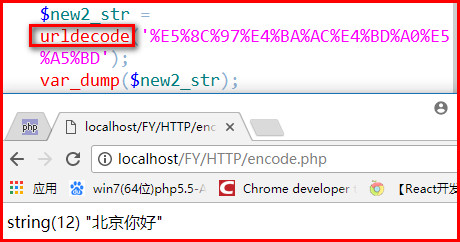 $new2_str =
urldecode('%E5%8C%97%E4%BA%AC%E4%BD%A0%E5
%A5%BD');
var_dump($new2_str);
php
localhost/FY/HTTP/enc
localhost/FY/HTTP/encode.php
应用 win7(64位)php5.5-A Chrome developer t 【React开发
string(12) "北京你好"